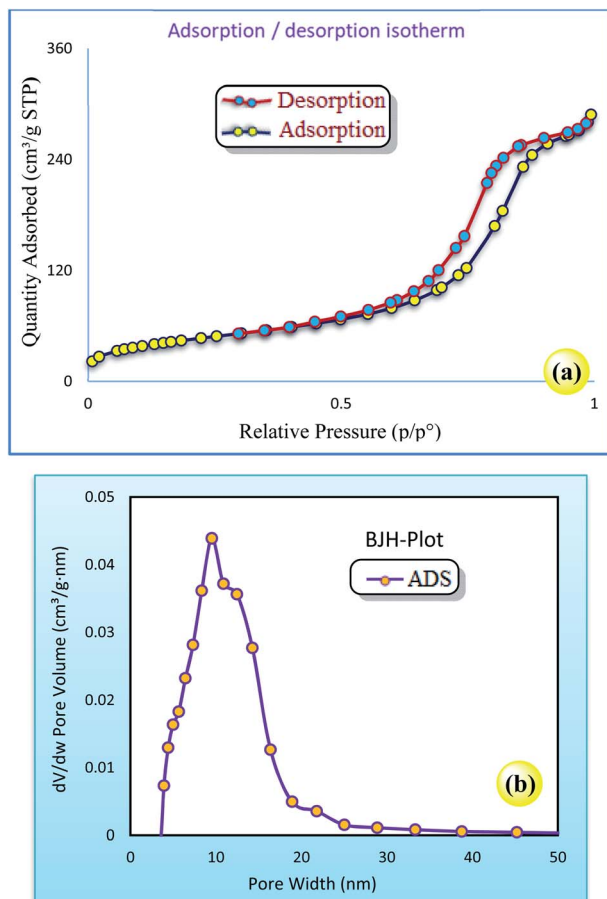 Adsorption / desorption isotherm
360
240
120
0
Quantity Adsorbed (cm³/g STP)
Desorption
Adsorption
(a)
0
0.5
1
Relative Pressure (p/p°)
0.05
0.04
0.03
0.02
0.01
0
dV/dw Pore Volume (cm³/g·nm)
BJH-Plot
ADS
(b)
0
10
20
30
40
50
Pore Width (nm)